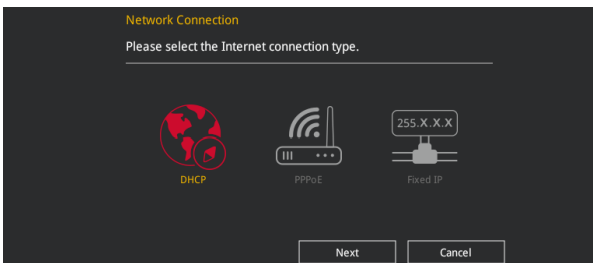 Network Connection
Please select the Internet connection type.
255.X.X.X
DHCP
PPPoE
Fixed IP
Next
Cancel